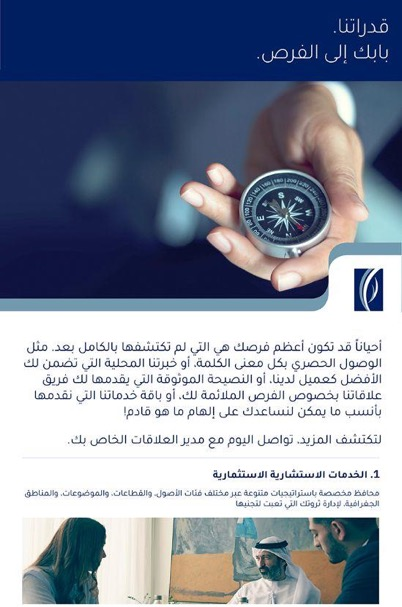 قدراتنا.
بابك إلى الفرص.
S
W
E
أحياناً قد تكون أعظم فرصك هي التي لم تكتشفها بالكامل بعد. مثل
الوصول الحصري بكل معنى الكلمة، أو خبرتنا المحلية التي تضمن لك
الأفضل كعميل لدينا، أو النصيحة الموثوقة التي يقدمها لك فريق
علاقاتنا بخصوص الفرص الملائمة لك، أو باقة خدماتنا التي نقدمها
بأنسب ما يمكن لنساعدك على إلهام ما هو قادم!
لتكتشف المزيد، تواصل اليوم مع مدير العلاقات الخاص بك.
1. الخدمات الاستشارية الاستثمارية
محافظ مخصصة باستراتيجيات متنوعة عبر مختلف فئات الأصول، والقطاعات، والموضوعات، والمناطق
الجغرافية، لإدارة ثروتك التي تعبت لتجنيها